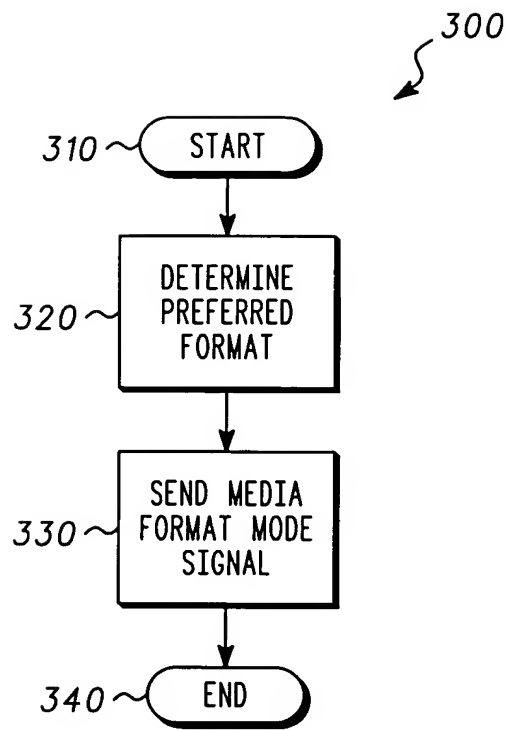 300
310
START
320
DETERMINE
PREFERRED
FORMAT
330
SEND MEDIA
FORMAT MODE
SIGNAL
340
END